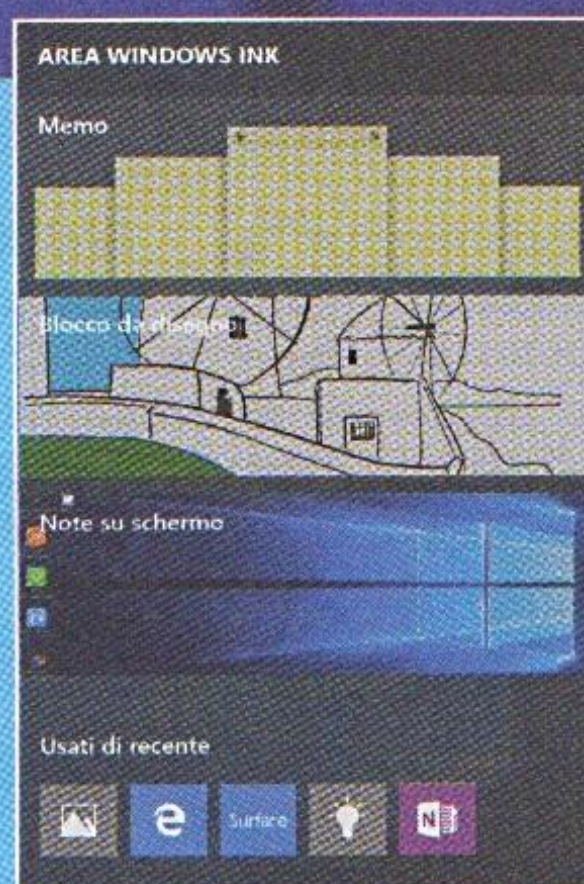 AREA WINDOWS INK
Memo
Blocco da disegno
Note su schermo
Usati di recente
Surface